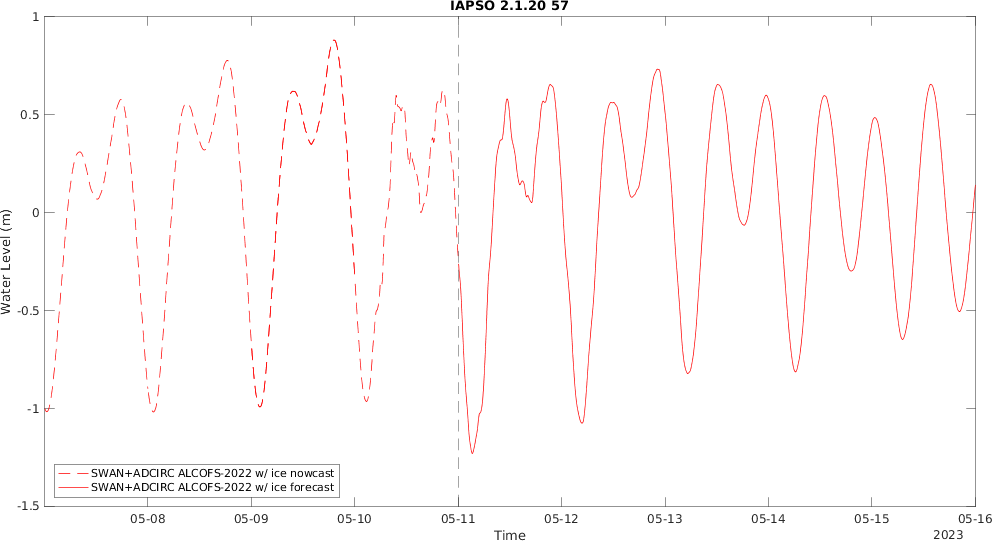 IAPSO 2.1.20 57
1
0.5
0
-0.5
-1
-1.5
Water Level (m)
SWAN+ADCIRC ALCOFS-2022 w/ ice nowcast
SWAN+ADCIRC ALCOFS-2022 w/ ice forecast
05-08 05-09 05-10 05-11 05-12 05-13 05-14 05-15 05-16
Time
2023